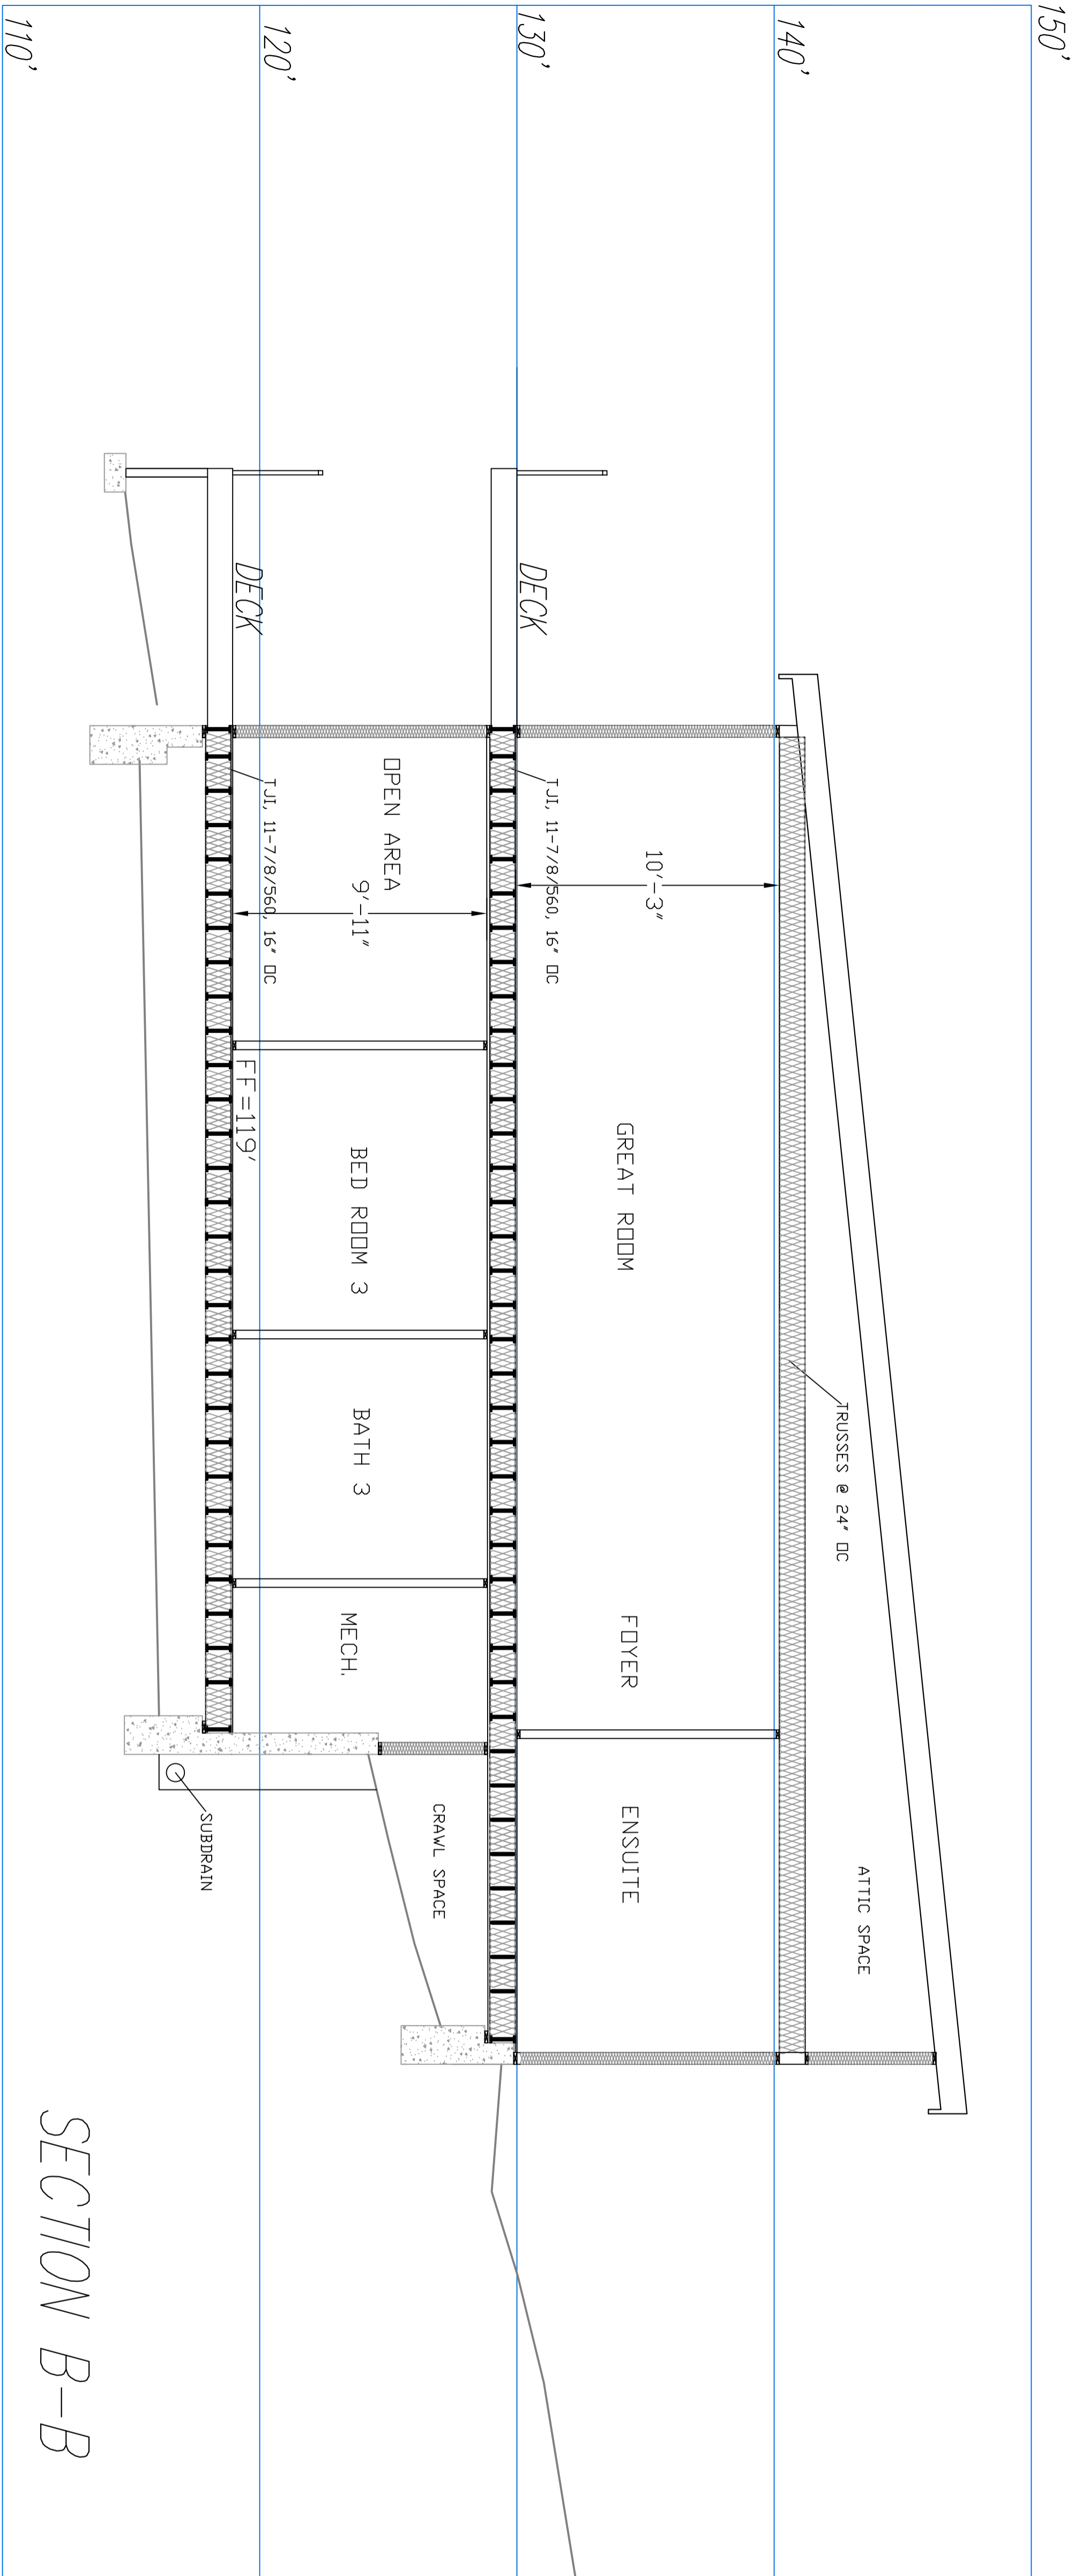 150'
140'
130'
120'
110'
TRUSSES @ 24" OC
ATTIC SPACE
10'-3"
GREAT ROOM
FOYER
ENSUITE
DECK
TJI, 11-7/8/560, 16" OC
OPEN AREA
9'-11"
BED ROOM 3
BATH 3
MECH.
CRAWL SPACE
DECK
TJI, 11-7/8/560, 16" OC
FF=119'
SUBDRAIN
SECTION B-B